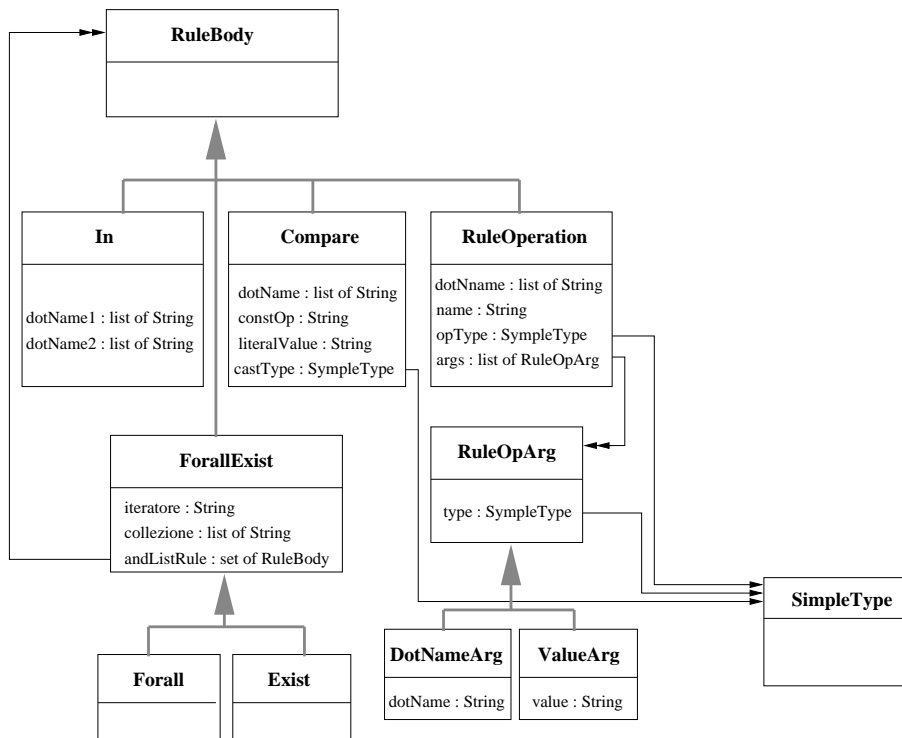 RuleBody
In
dotName1 : list of String
dotName2 : list of String
Compare
dotName : list of String
constOp : String
literalValue : String
castType : SympleType
RuleOperation
dotNname : list of String
name : String
opType : SympleType
args : list of RuleOpArg
ForallExist
iteratore : String
collezione : list of String
andListRule : set of RuleBody
RuleOpArg
type : SympleType
SimpleType
Forall
Exist
DotNameArg
dotName : String
ValueArg
value : String